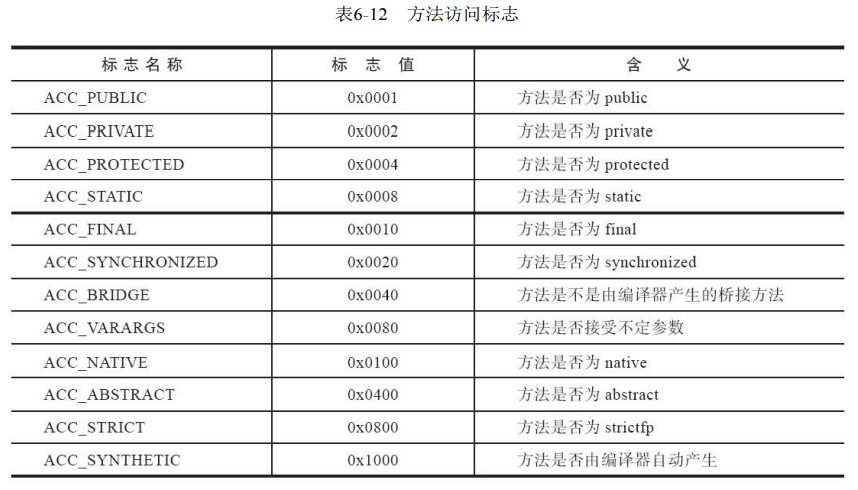 表6-12 方法访问标志
标志名称 标志值 含义
ACC_PUBLIC 0x0001 方法是否为 public
ACC_PRIVATE 0x0002 方法是否为 private
ACC_PROTECTED 0x0004 方法是否为 protected
ACC_STATIC 0x0008 方法是否为 static
ACC_FINAL 0x0010 方法是否为 final
ACC_SYNCHRONIZED 0x0020 方法是否为 synchronized
ACC_BRIDGE 0x0040 方法是不是由编译器产生的桥接方法
ACC_VARARGS 0x0080 方法是否接受不定参数
ACC_NATIVE 0x0100 方法是否为 native
ACC_ABSTRACT 0x0400 方法是否为 abstract
ACC_STRICT 0x0800 方法是否为 strictfp
ACC_SYNTHETIC 0x1000 方法是否由编译器自动产生